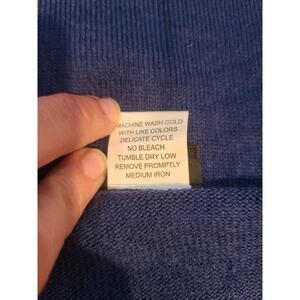 MACHINE WASH COLD
WITH LIKE COLORS
DELICATE CYCLE
NO BLEACH
TUMBLE DRY LOW
REMOVE PROMPTLY
MEDIUM IRON